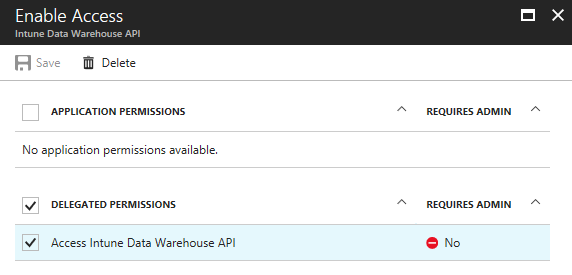 Enable Access
Intune Data Warehouse API
Save Delete
APPLICATION PERMISSIONS REQUIRES ADMIN
No application permissions available.
DELEGATED PERMISSIONS REQUIRES ADMIN
Access Intune Data Warehouse API No